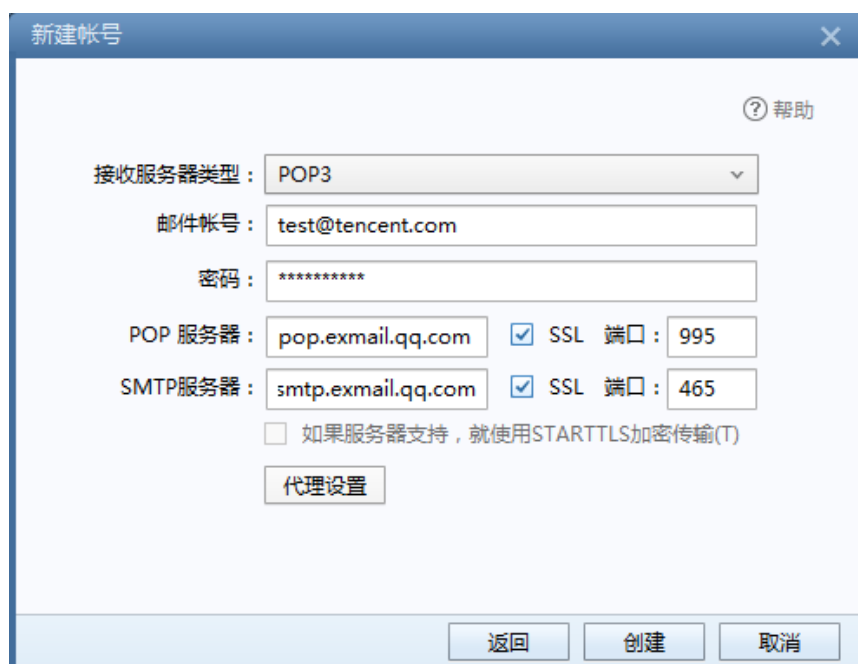 新建帐号
帮助
接收服务器类型： POP3
邮件帐号： test@tencent.com
密码： **********
POP 服务器： pop.exmail.qq.com SSL 端口： 995
SMTP服务器： smtp.exmail.qq.com SSL 端口： 465
如果服务器支持，就使用STARTTLS加密传输(T)
代理设置
返回 创建 取消